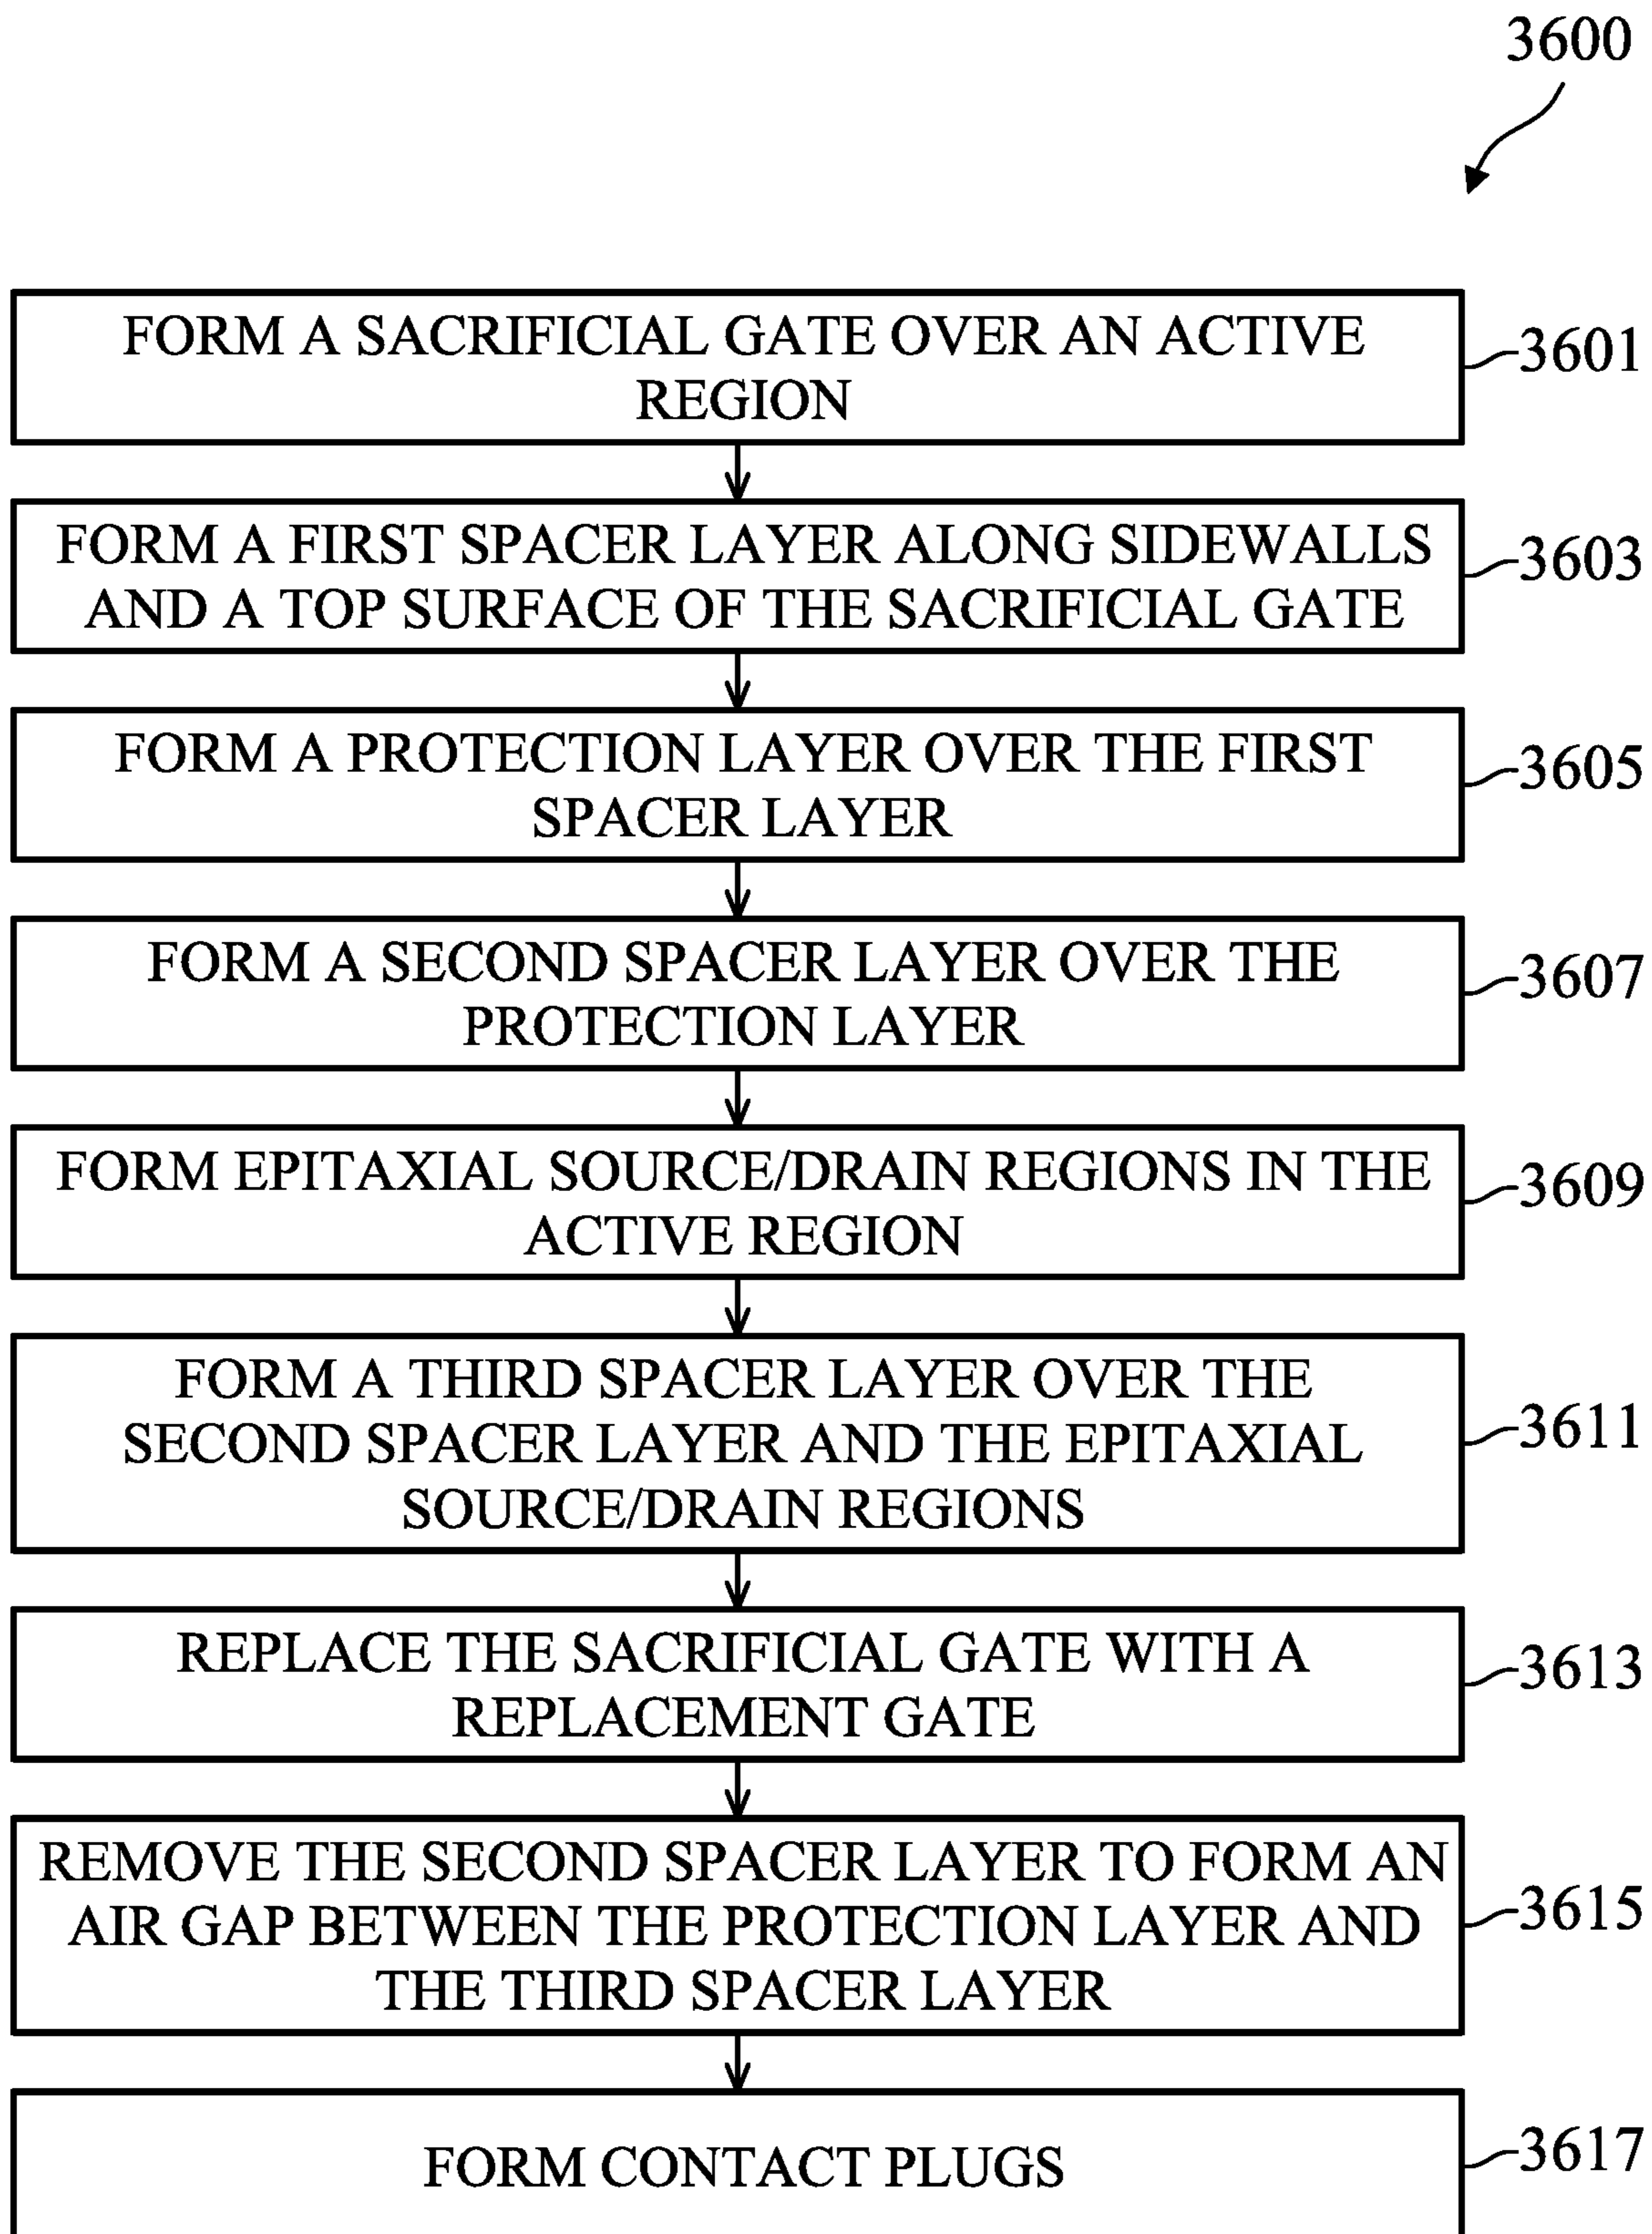 3600
FORM A SACRIFICIAL GATE OVER AN ACTIVE
REGION
3601
FORM A FIRST SPACER LAYER ALONG SIDEWALLS
AND A TOP SURFACE OF THE SACRIFICIAL GATE
3603
FORM A PROTECTION LAYER OVER THE FIRST
SPACER LAYER
3605
FORM A SECOND SPACER LAYER OVER THE
PROTECTION LAYER
3607
FORM EPITAXIAL SOURCE/DRAIN REGIONS IN THE
ACTIVE REGION
3609
FORM A THIRD SPACER LAYER OVER THE
SECOND SPACER LAYER AND THE EPITAXIAL
SOURCE/DRAIN REGIONS
3611
REPLACE THE SACRIFICIAL GATE WITH A
REPLACEMENT GATE
3613
REMOVE THE SECOND SPACER LAYER TO FORM AN
AIR GAP BETWEEN THE PROTECTION LAYER AND
THE THIRD SPACER LAYER
3615
FORM CONTACT PLUGS
3617